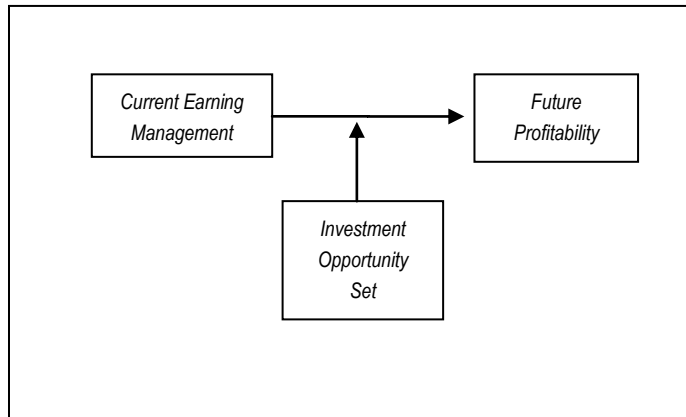 Current Earning
Management
Future
Profitability
Investment
Opportunity
Set